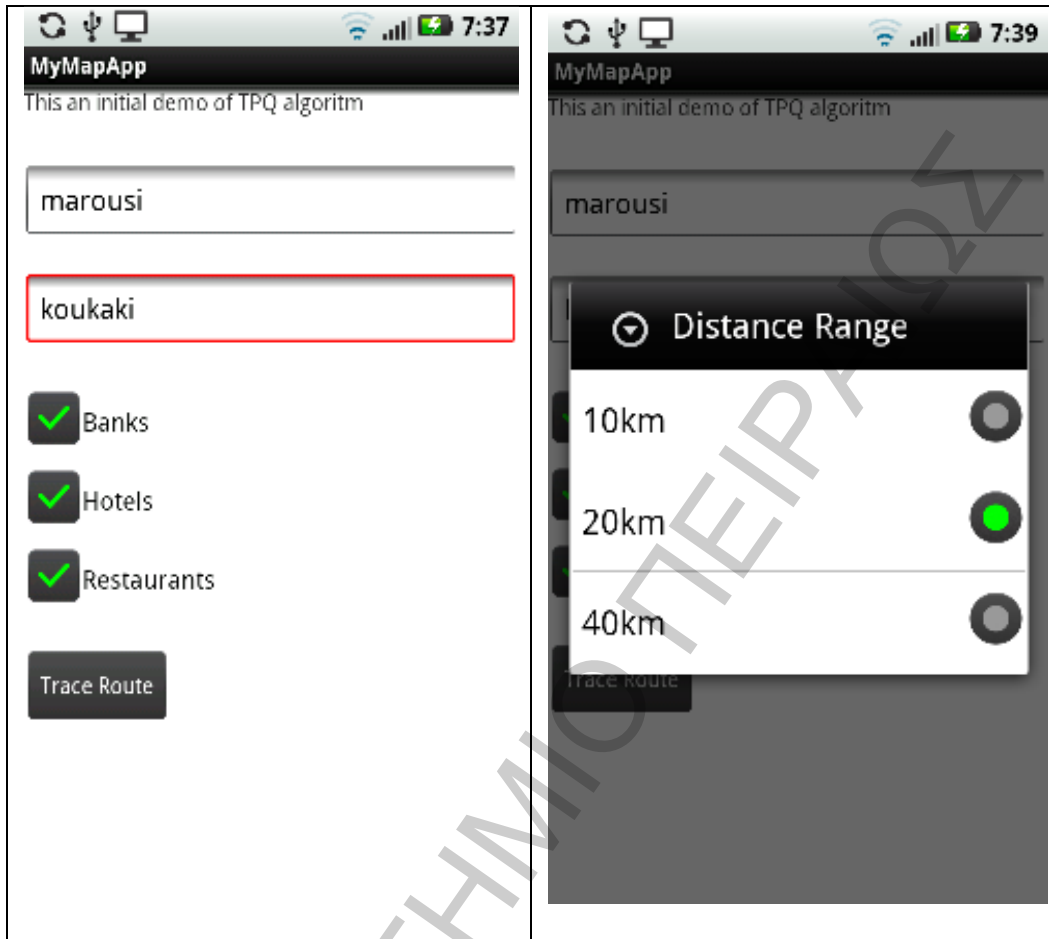 7:37
MyMapApp
This an initial demo of TPQ algoritm
marousi
koukaki
Banks
Hotels
Restaurants
Trace Route
7:39
MyMapApp
This an initial demo of TPQ algoritm
marousi
Distance Range
10km
20km
40km
Trace Route
ΤΗΜΙΟ ΠΕΙΡΑΙΩΣ